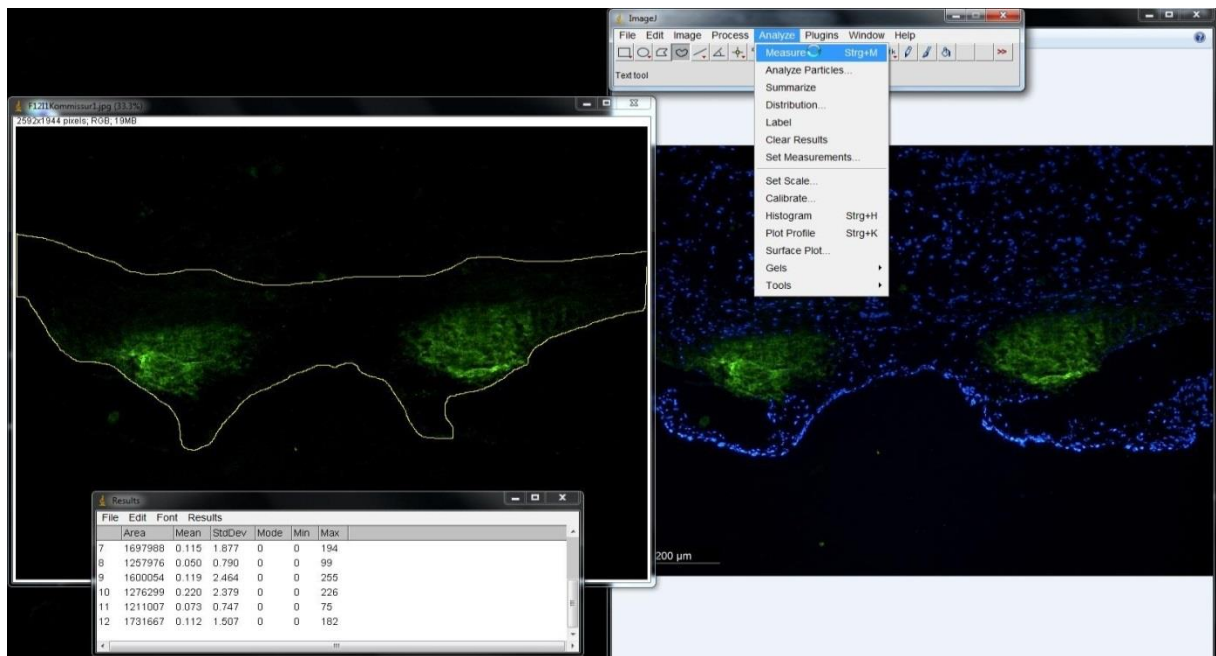 ImageJ
File Edit Image Process Analyze Plugins Window Help
>>
Text tool
Measure Strg+M
Analyze Particles...
Summarize
Distribution...
Label
Clear Results
Set Measurements...
Set Scale...
Calibrate...
Histogram Strg+H
Plot Profile Strg+K
Surface Plot...
Gels
Tools
2592x1944 pixels; RGB; 19MB
200 µm
Results
File Edit Font Results
Area Mean StdDev Mode Min Max
7 1697988 0.115 1.877 0 0 194
8 1257976 0.050 0.790 0 0 99
9 1600054 0.119 2.464 0 0 255
10 1276299 0.220 2.379 0 0 226
11 1211007 0.073 0.747 0 0 75
12 1731667 0.112 1.507 0 0 182